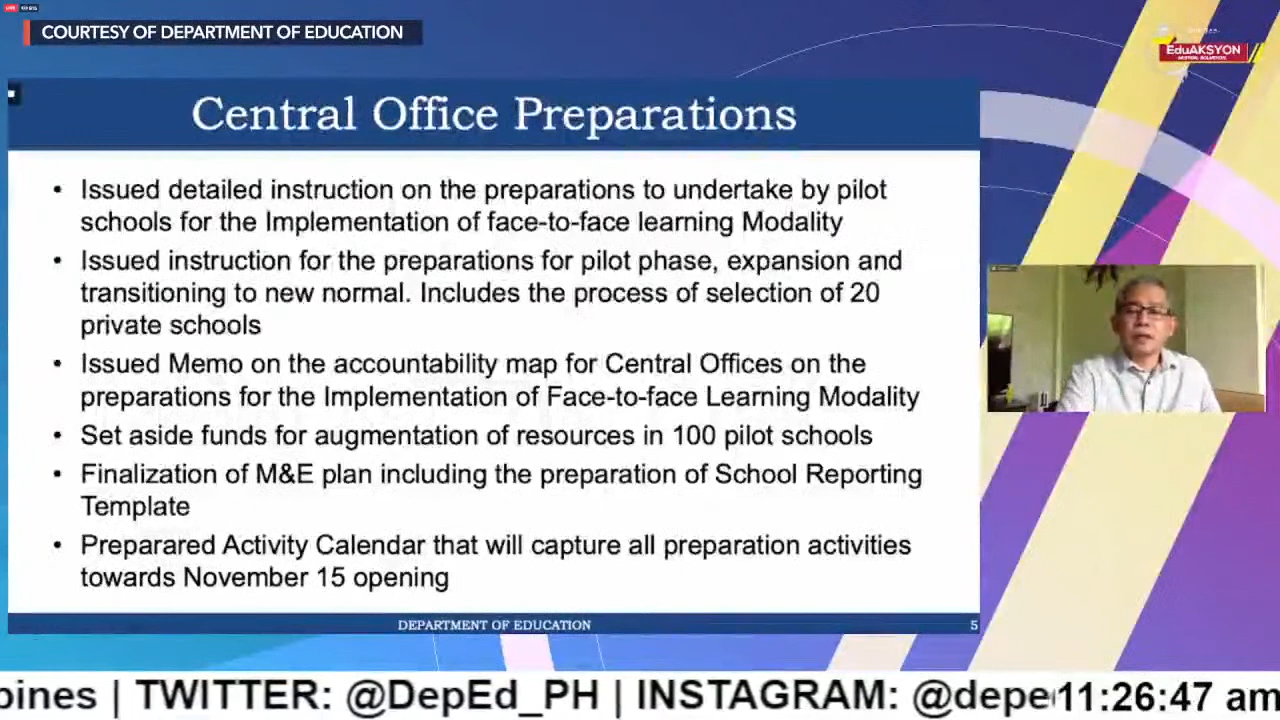 LIVE
COURTESY OF DEPARTMENT OF EDUCATION
EduAKSYON
Central Office Preparations
• Issued detailed instruction on the preparations to undertake by pilot
schools for the Implementation of face-to-face learning Modality
• Issued instruction for the preparations for pilot phase, expansion and
transitioning to new normal. Includes the process of selection of 20
private schools
• Issued Memo on the accountability map for Central Offices on the
preparations for the Implementation of Face-to-face Learning Modality
• Set aside funds for augmentation of resources in 100 pilot schools
• Finalization of M&E plan including the preparation of School Reporting
Template
• Preparared Activity Calendar that will capture all preparation activities
towards November 15 opening
DEPARTMENT OF EDUCATION 5
pines | TWITTER: @DepEd_PH | INSTAGRAM: @depe 11:26:47 am